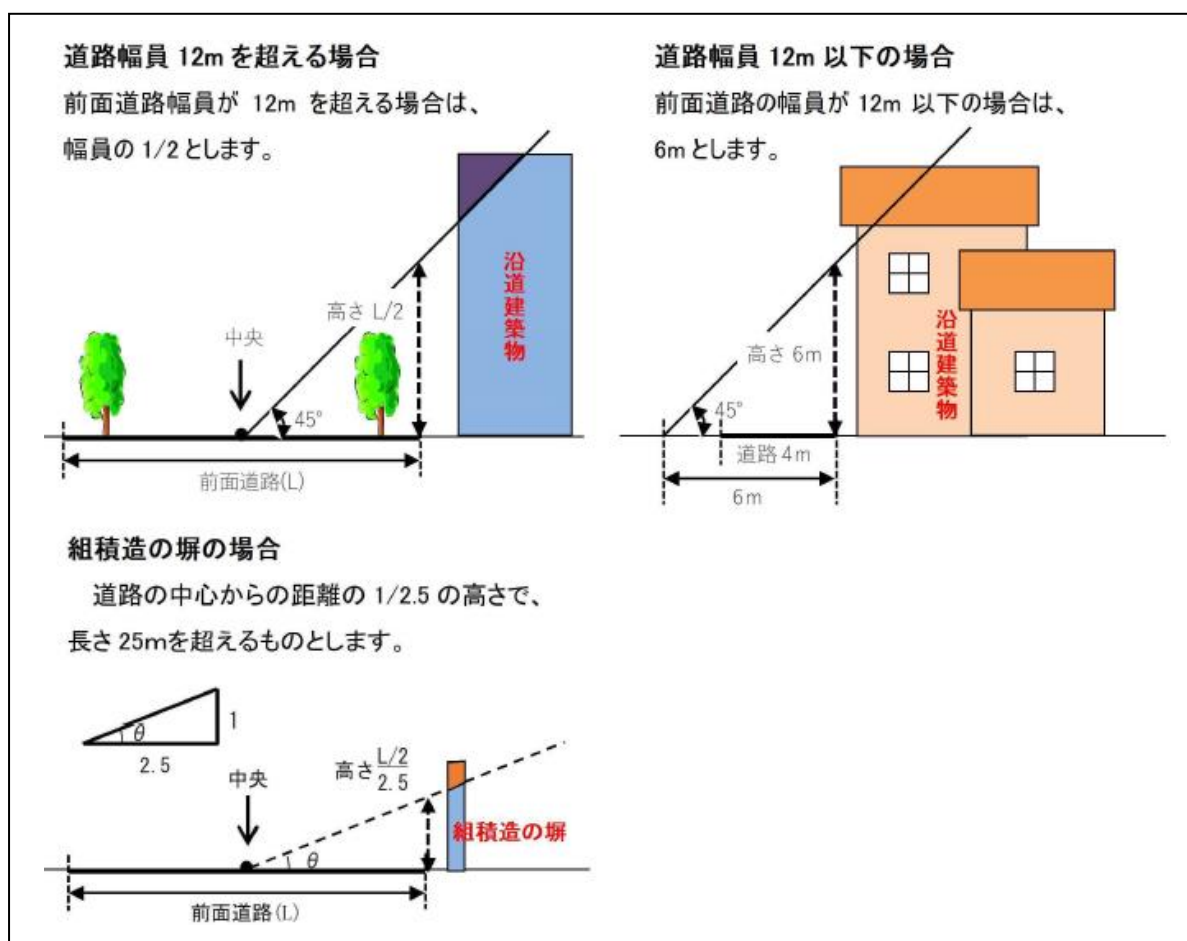 道路幅員 12m を超える場合
前面道路幅員が 12m を超える場合は、
幅員の 1/2 とします。
高さ L/2
中央
45°
沿道建築物
前面道路(L)
道路幅員 12m 以下の場合
前面道路の幅員が 12m 以下の場合は、
6m とします。
高さ 6m
45°
沿道建築物
道路 4m
6m
組積造の塀の場合
道路の中心からの距離の 1/2.5 の高さで、
長さ 25mを超えるものとします。
θ
1
2.5
中央
高さ L/2
2.5
組積造の塀
θ
前面道路(L)